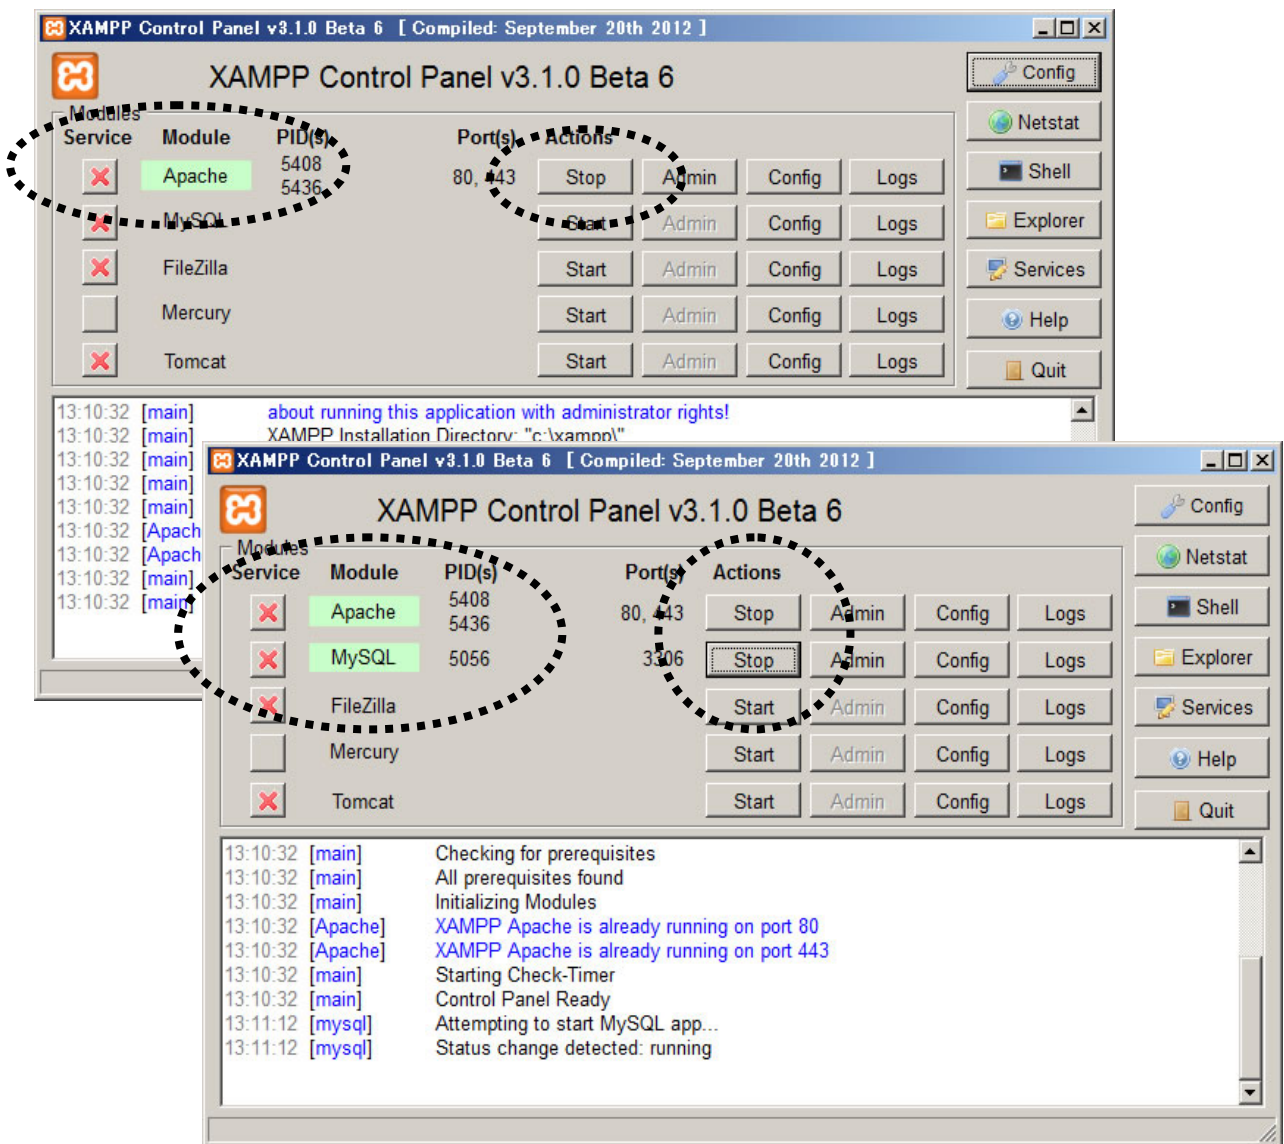 XAMPP Control Panel v3.1.0 Beta 6 [ Compiled: September 20th 2012 ]
XAMPP Control Panel v3.1.0 Beta 6
Config
Modules
Service Module PID(s) Port(s) Actions
Netstat
Apache 5408 5436 80, 443 Stop Admin Config Logs
Shell
MySQL Start Admin Config Logs
Explorer
FileZilla Start Admin Config Logs
Services
Mercury Start Admin Config Logs
Help
Tomcat Start Admin Config Logs
Quit
13:10:32 [main] about running this application with administrator rights!
13:10:32 [main] XAMPP Installation Directory: "c:\xampp\"
13:10:32 [main]
13:10:32 [main]
13:10:32 [main]
13:10:32 [Apach
13:10:32 [Apach
13:10:32 [main]
13:10:32 [main]
XAMPP Control Panel v3.1.0 Beta 6 [ Compiled: September 20th 2012 ]
XAMPP Control Panel v3.1.0 Beta 6
Config
Modules
Service Module PID(s) Port(s) Actions
Netstat
Apache 5408 5436 80, 443 Stop Admin Config Logs
Shell
MySQL 5056 3306 Stop Admin Config Logs
Explorer
FileZilla Start Admin Config Logs
Services
Mercury Start Admin Config Logs
Help
Tomcat Start Admin Config Logs
Quit
13:10:32 [main] Checking for prerequisites
13:10:32 [main] All prerequisites found
13:10:32 [main] Initializing Modules
13:10:32 [Apache] XAMPP Apache is already running on port 80
13:10:32 [Apache] XAMPP Apache is already running on port 443
13:10:32 [main] Starting Check-Timer
13:10:32 [main] Control Panel Ready
13:11:12 [mysql] Attempting to start MySQL app...
13:11:12 [mysql] Status change detected: running